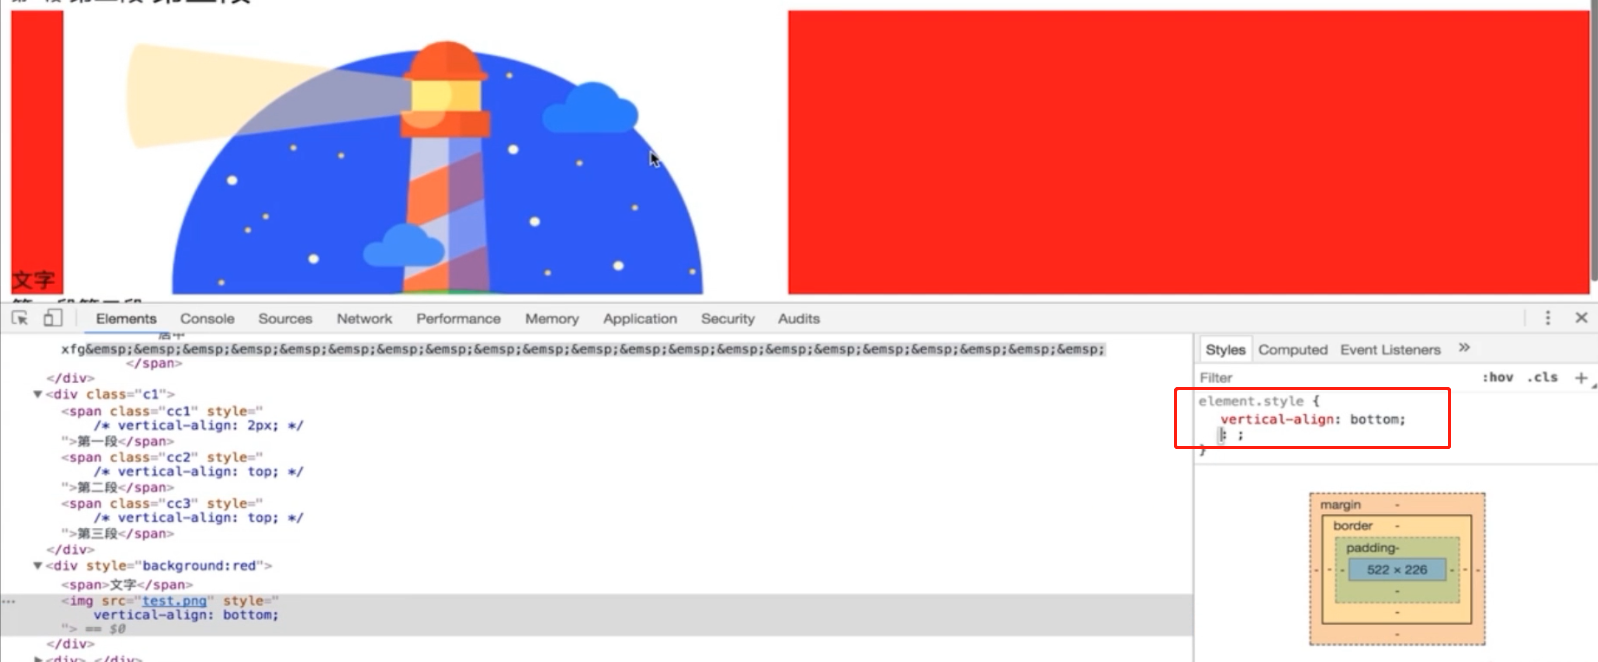 文字
Elements Console Sources Network Performance Memory Application Security Audits
xfg&emsp;&emsp;&emsp;&emsp;&emsp;&emsp;&emsp;&emsp;&emsp;&emsp;&emsp;&emsp;&emsp;&emsp;&emsp;&emsp;&emsp;&emsp;&emsp;&emsp;&emsp;
</span>
</div>
▼<div class="c1">
<span class="cc1" style="
/* vertical-align: 2px; */
">第一段</span>
<span class="cc2" style="
/* vertical-align: top; */
">第二段</span>
<span class="cc3" style="
/* vertical-align: top; */
">第三段</span>
</div>
▼<div style="background:red">
<span>文字</span>
<img src="test.png" style="
vertical-align: bottom;
"> == $0
</div>
▶<div>…</div>
Styles Computed Event Listeners »
Filter :hov .cls +
element.style {
vertical-align: bottom;
: ;
}
margin -
border -
padding-
- - - 522 × 226 - - -
-
-
-